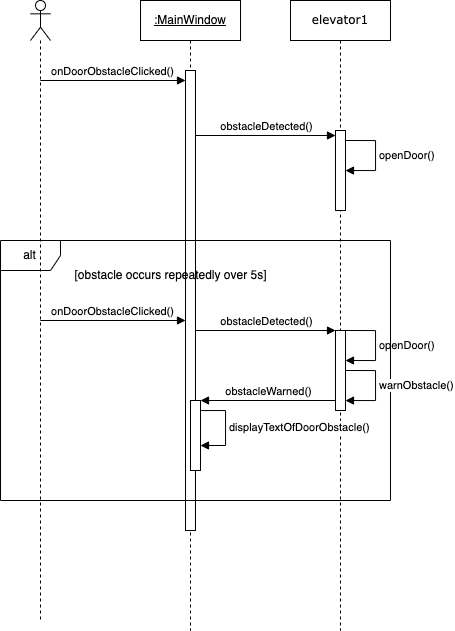 :MainWindow
elevator1
onDoorObstacleClicked()
obstacleDetected()
openDoor()
alt
[obstacle occurs repeatedly over 5s]
onDoorObstacleClicked()
obstacleDetected()
openDoor()
warnObstacle()
obstacleWarned()
displayTextOfDoorObstacle()